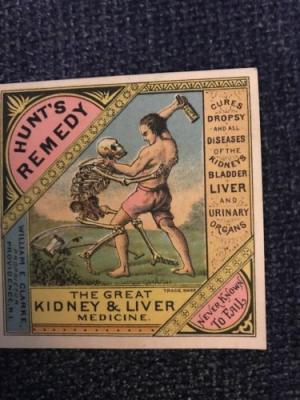 HUNT'S
REMEDY
WILLIAM E. CLARKE,
PROPRIETOR,
PROVIDENCE, R.I.
CURES
DROPSY
AND ALL
DISEASES
OF THE
KIDNEYS
BLADDER
LIVER
AND
URINARY
ORGANS
TRADE MARK
THE GREAT
KIDNEY & LIVER
MEDICINE.
NEVER KNOWN
TO FAIL